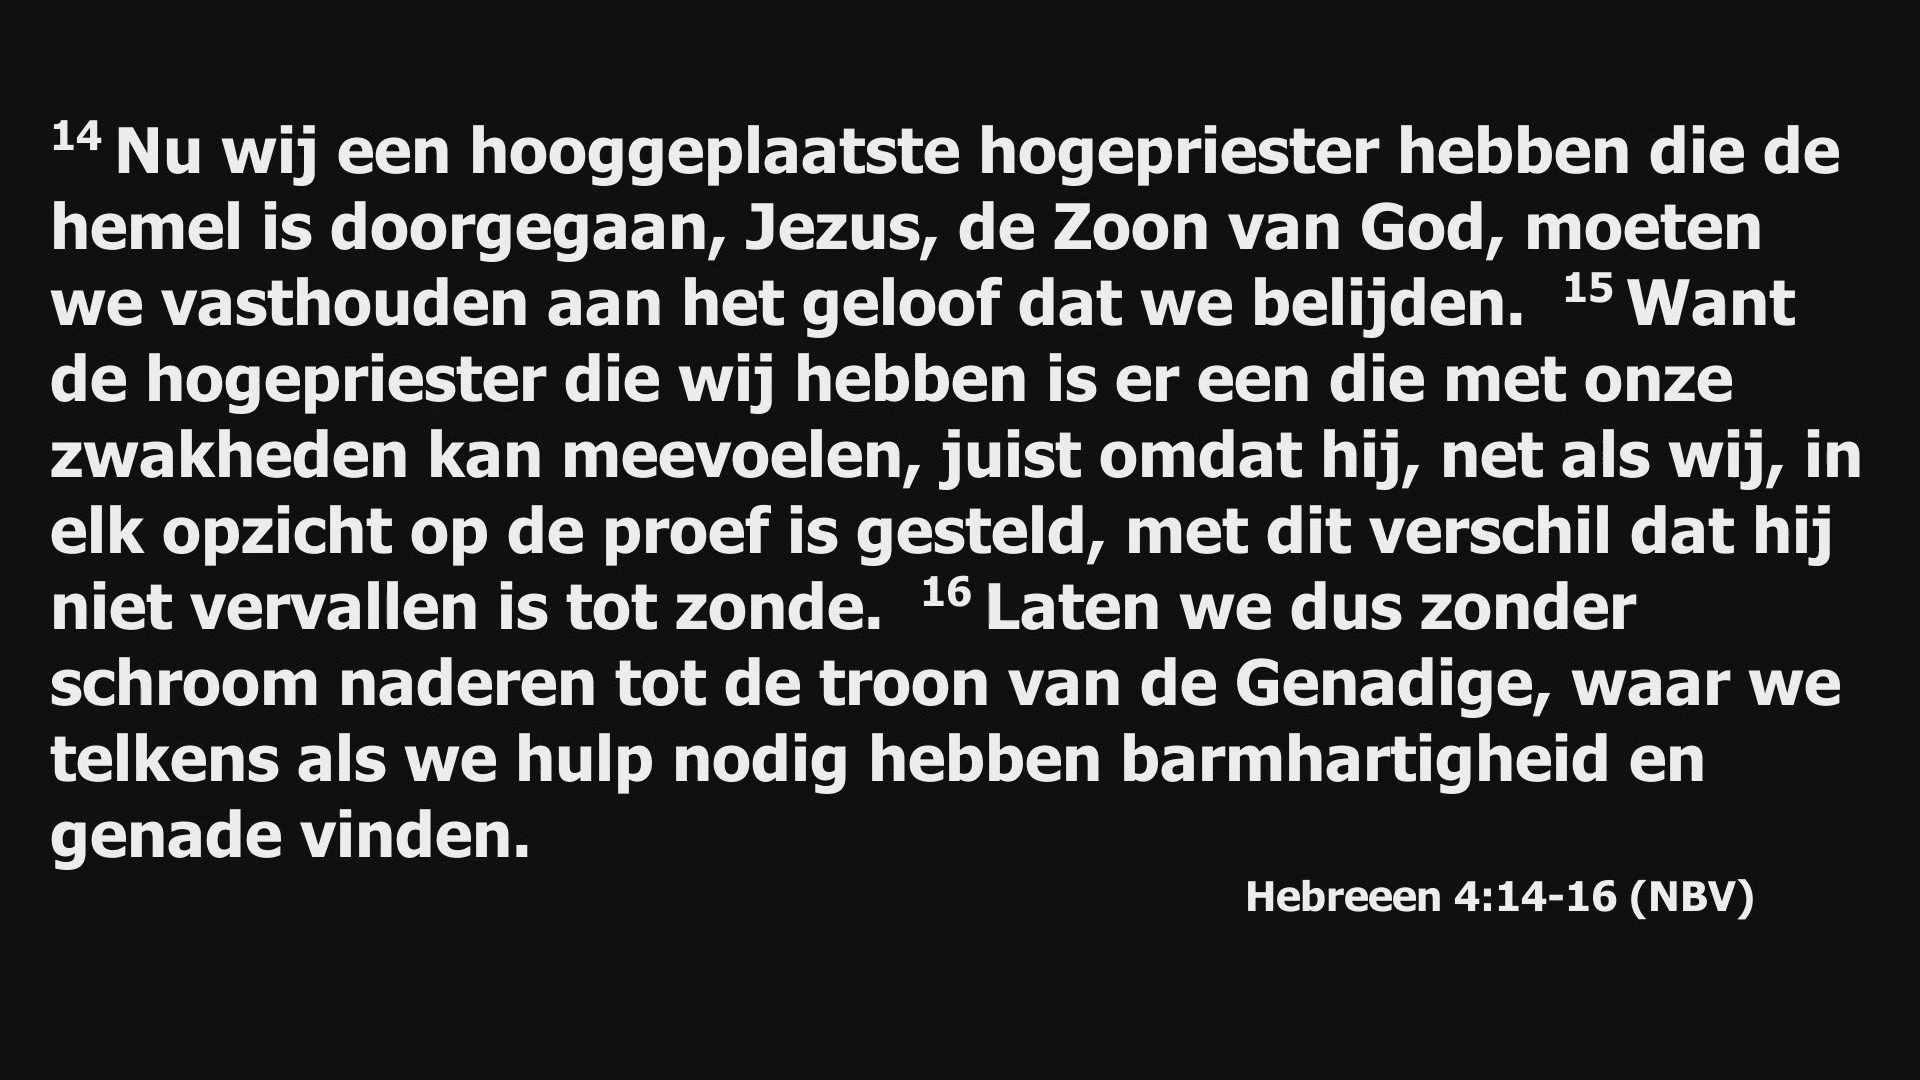 14 Nu wij een hooggeplaatste hogepriester hebben die de
hemel is doorgegaan, Jezus, de Zoon van God, moeten
we vasthouden aan het geloof dat we belijden. 15 Want
de hogepriester die wij hebben is er een die met onze
zwakheden kan meevoelen, juist omdat hij, net als wij, in
elk opzicht op de proef is gesteld, met dit verschil dat hij
niet vervallen is tot zonde. 16 Laten we dus zonder
schroom naderen tot de troon van de Genadige, waar we
telkens als we hulp nodig hebben barmhartigheid en
genade vinden.
Hebreeen 4:14-16 (NBV)